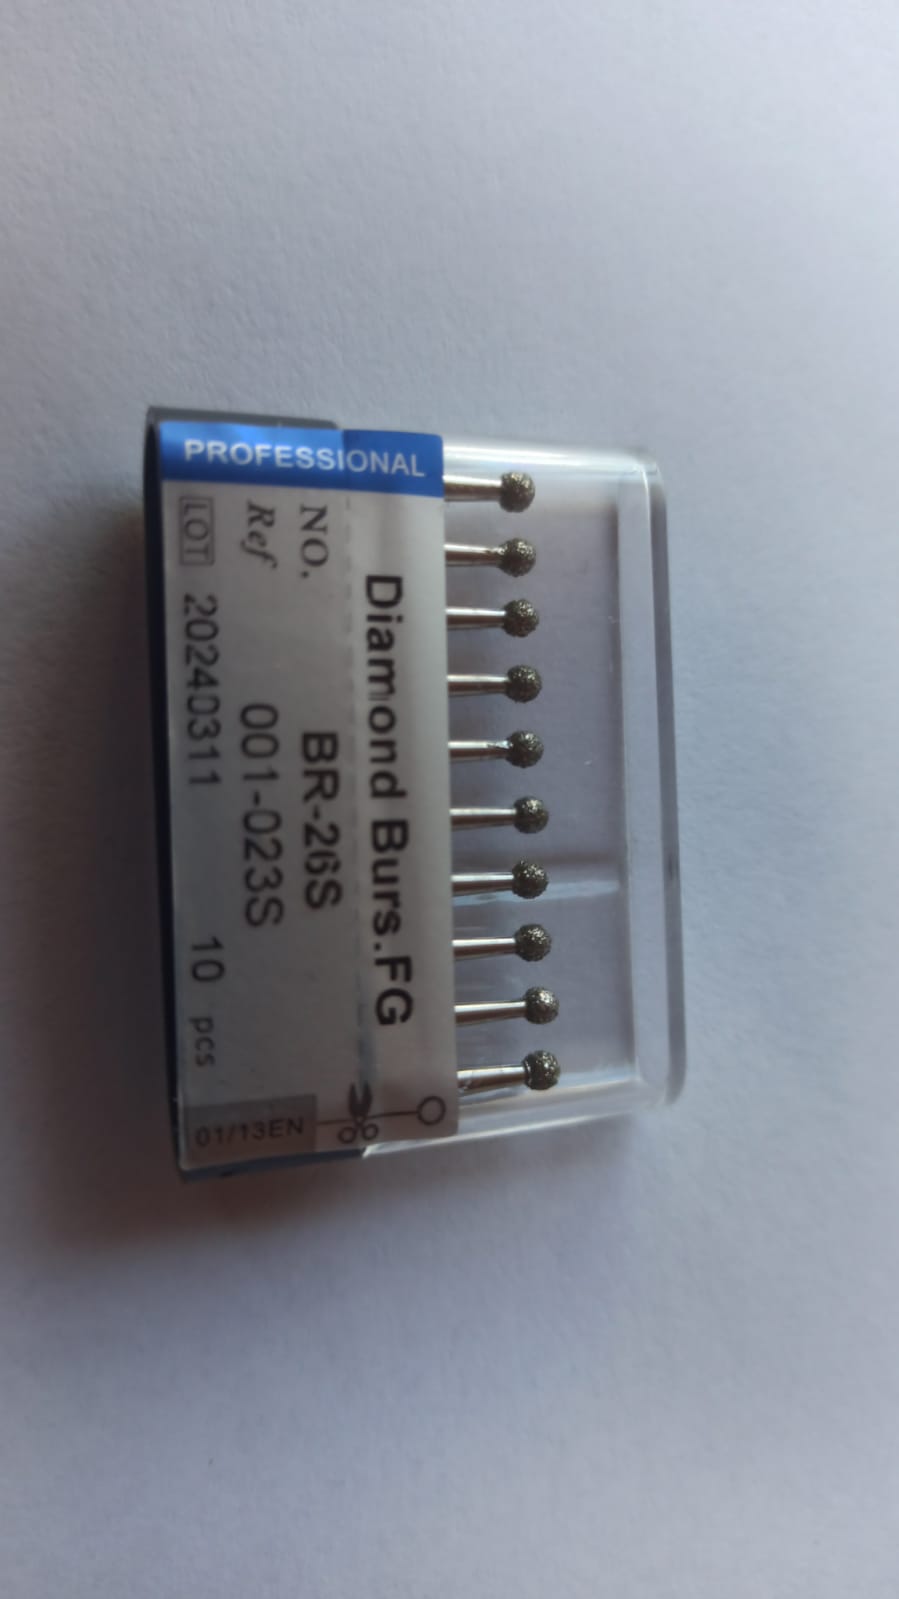 PROFESSIONAL
Diamond Burs.FG
NO. BR-26S
Ref 001-023S
LOT 20240311 10 pcs
01/13EN